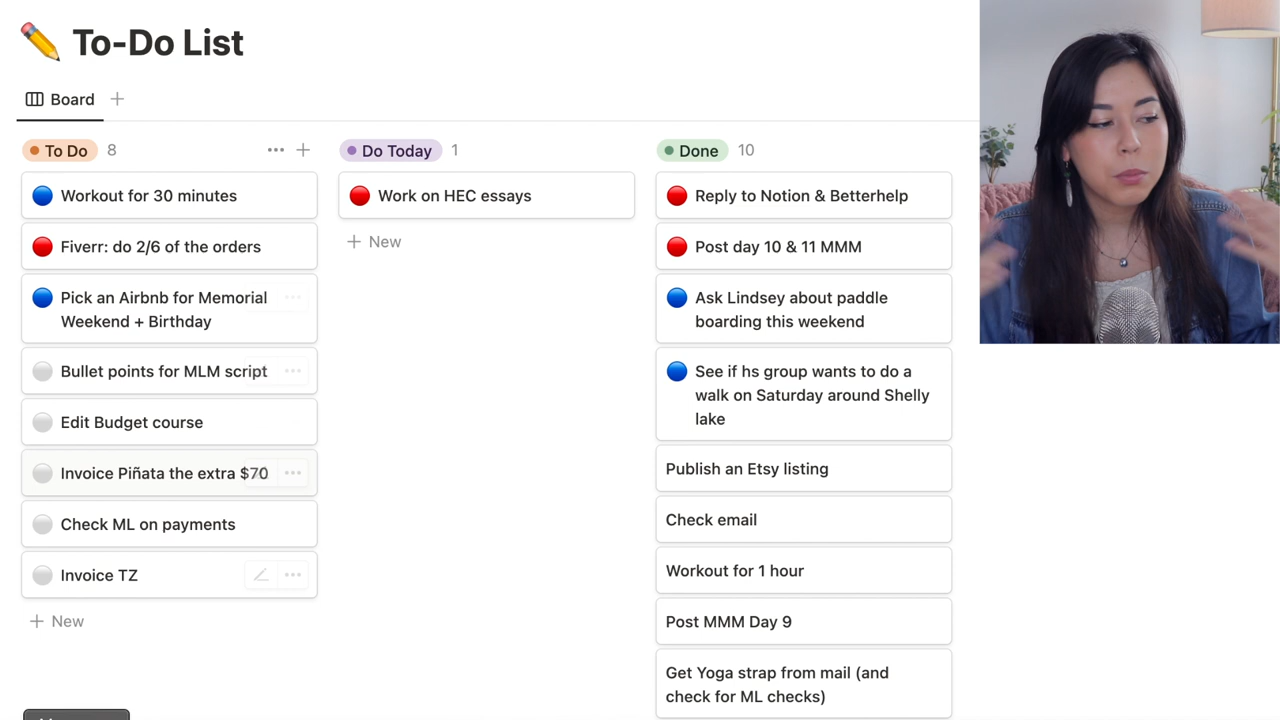 To-Do List
Board
To Do 8
Workout for 30 minutes
Fiverr: do 2/6 of the orders
Pick an Airbnb for Memorial
Weekend + Birthday
Bullet points for MLM script
Edit Budget course
Invoice Piñata the extra $70
Check ML on payments
Invoice TZ
New
Do Today 1
Work on HEC essays
New
Done 10
Reply to Notion & Betterhelp
Post day 10 & 11 MMM
Ask Lindsey about paddle
boarding this weekend
See if hs group wants to do a
walk on Saturday around Shelly
lake
Publish an Etsy listing
Check email
Workout for 1 hour
Post MMM Day 9
Get Yoga strap from mail (and
check for ML checks)